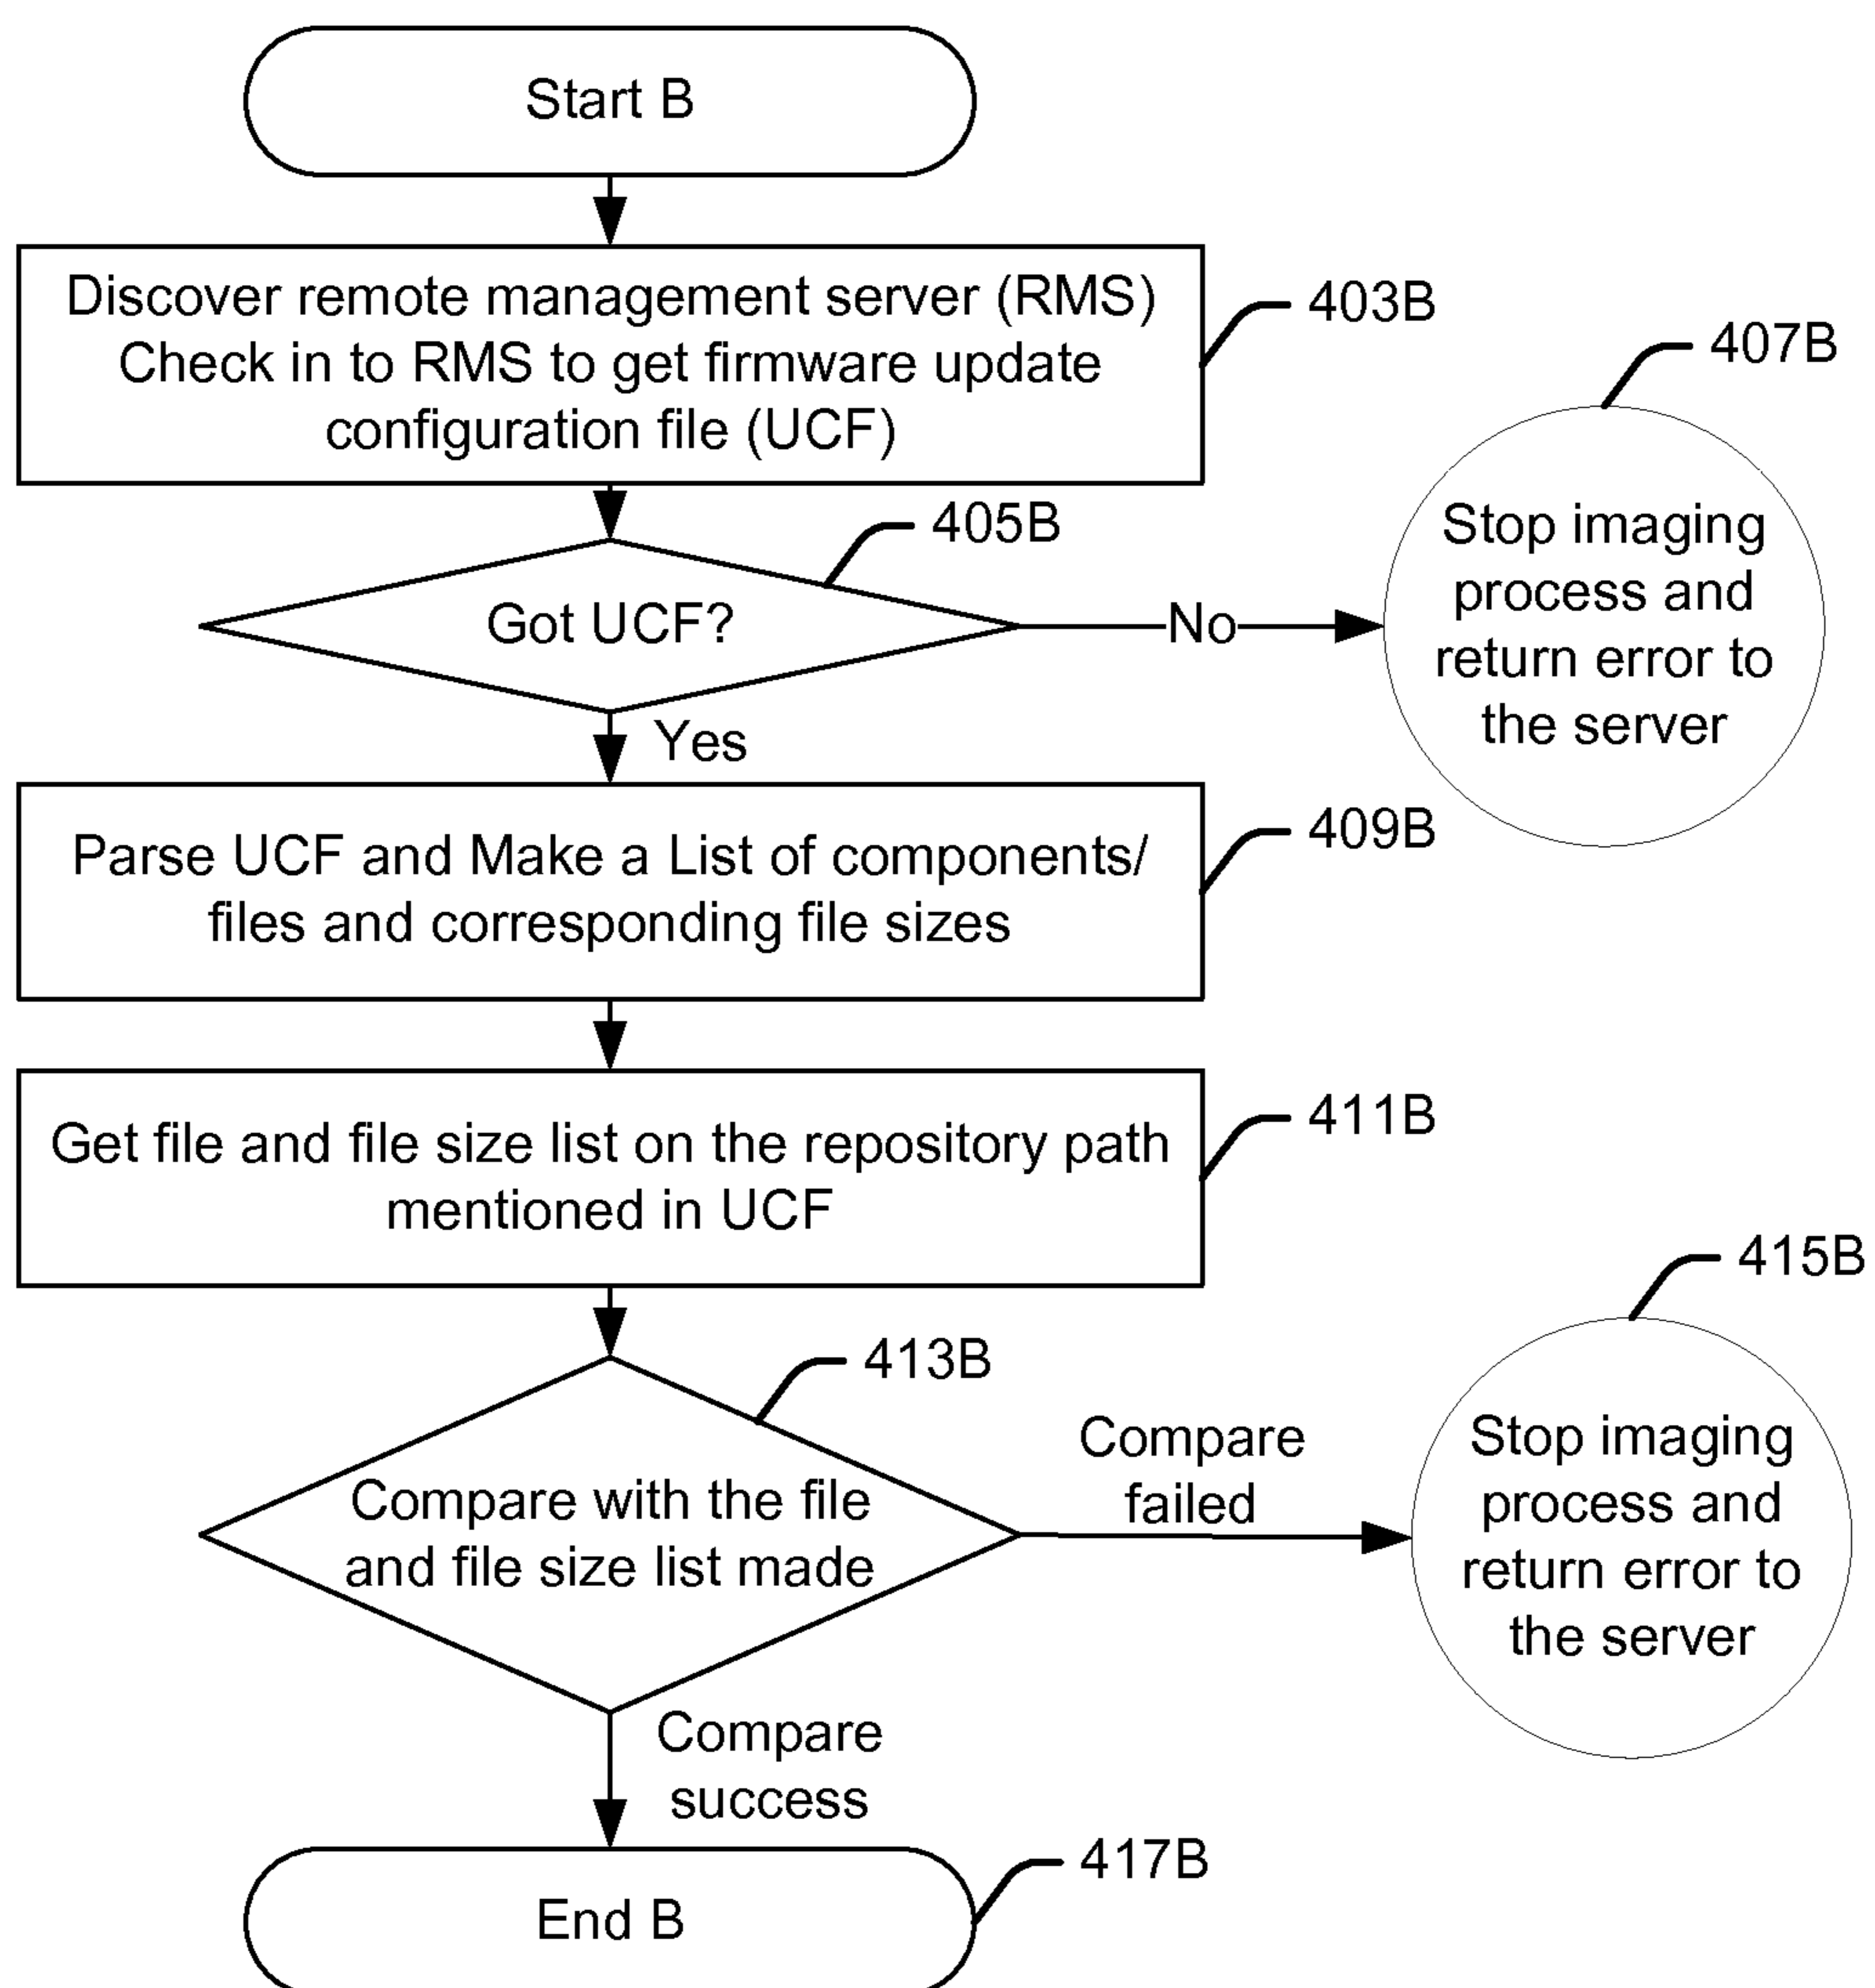 Start B
Discover remote management server (RMS)
Check in to RMS to get firmware update
configuration file (UCF)
403B
407B
405B
Got UCF?
No
Stop imaging
process and
return error to
the server
Yes
Parse UCF and Make a List of components/
files and corresponding file sizes
409B
Get file and file size list on the repository path
mentioned in UCF
411B
415B
413B
Compare with the file
and file size list made
Compare
failed
Stop imaging
process and
return error to
the server
Compare
success
417B
End B